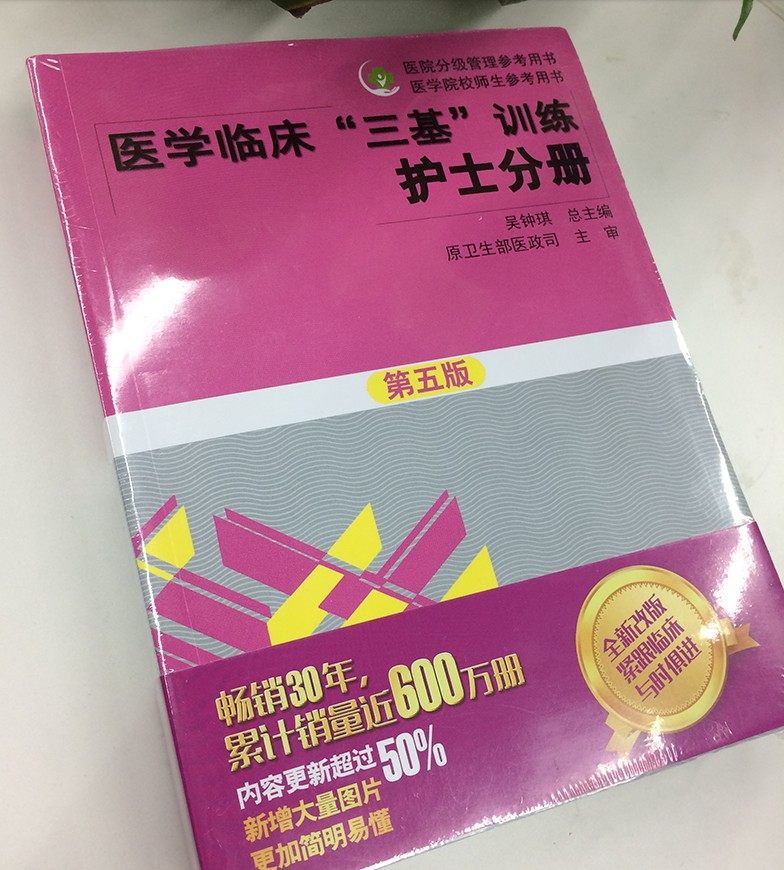 医院分级管理参考用书
医学院校师生参考用书
医学临床“三基”训练
护士分册
吴钟琪 总主编
原卫生部医政司 主 审
第五版
全新改版
紧跟临床
与时俱进
畅销30年，
累计销量近600万册
内容更新超过50%
新增大量图片
更加简明易懂